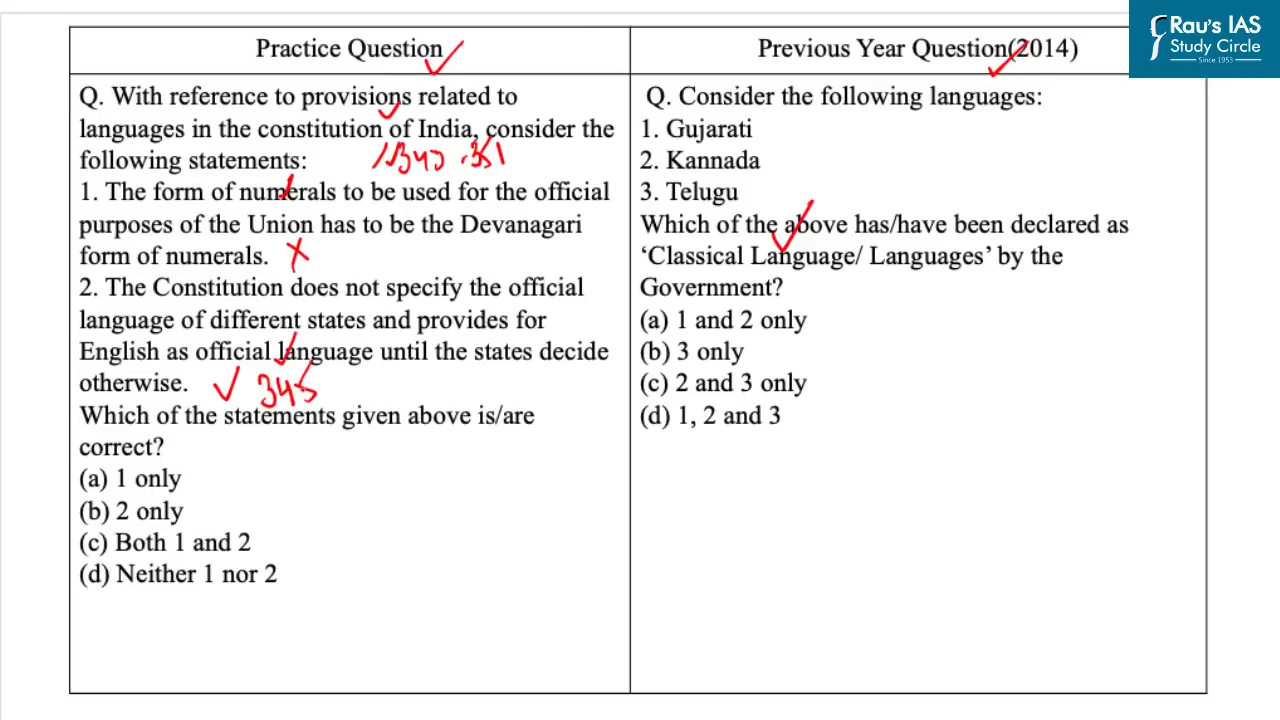 Rau's IAS
Study Circle
Since 1953
Practice Question
Q. With reference to provisions related to
languages in the constitution of India, consider the
following statements:
340 - 351
1. The form of numerals to be used for the official
purposes of the Union has to be the Devanagari
form of numerals.
2. The Constitution does not specify the official
language of different states and provides for
English as official language until the states decide
otherwise.
345
Which of the statements given above is/are
correct?
(a) 1 only
(b) 2 only
(c) Both 1 and 2
(d) Neither 1 nor 2
Previous Year Question(2014)
Q. Consider the following languages:
1. Gujarati
2. Kannada
3. Telugu
Which of the above has/have been declared as
‘Classical Language/ Languages’ by the
Government?
(a) 1 and 2 only
(b) 3 only
(c) 2 and 3 only
(d) 1, 2 and 3